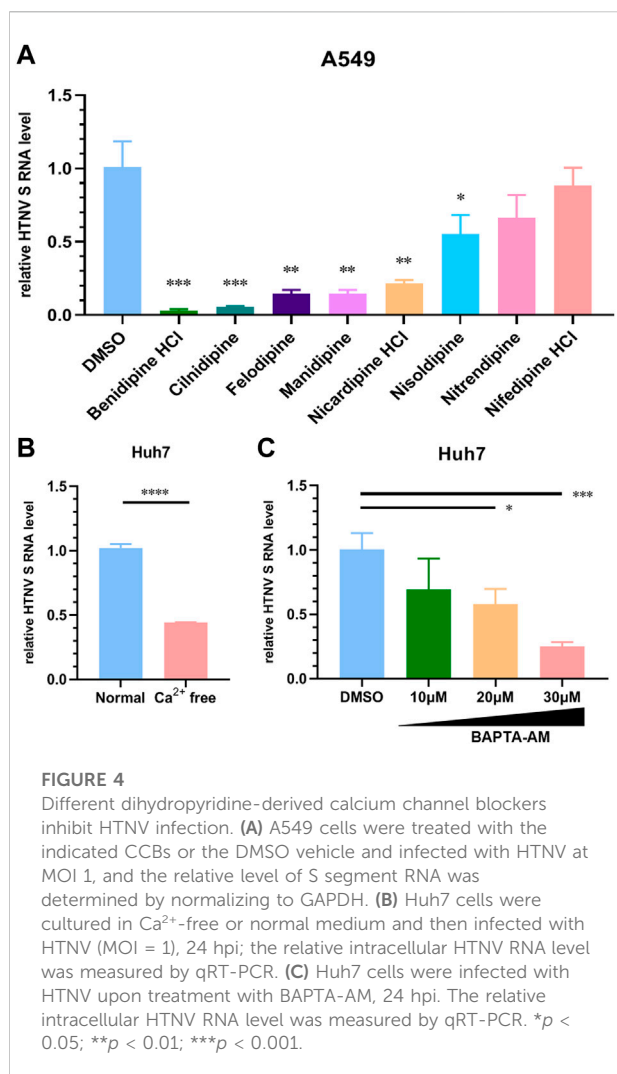 A
A549
relative HTNV S RNA level
1.5
1.0
0.5
0.0
***
***
**
**
**
*
DMSO
Benidipine HCl
Cilnidipine
Felodipine
Manidipine
Nicardipine HCl
Nisoldipine
Nitrendipine
Nifedipine HCl
B
Huh7
relative HTNV S RNA level
1.5
1.0
0.5
0.0
****
Normal
Ca²⁺ free
C
Huh7
relative HTNV S RNA level
1.5
1.0
0.5
0.0
***
*
DMSO
10μM
20μM
30μM
BAPTA-AM
FIGURE 4
Different dihydropyridine-derived calcium channel blockers
inhibit HTNV infection. (A) A549 cells were treated with the
indicated CCBs or the DMSO vehicle and infected with HTNV at
MOI 1, and the relative level of S segment RNA was
determined by normalizing to GAPDH. (B) Huh7 cells were
cultured in Ca²⁺-free or normal medium and then infected with
HTNV (MOI = 1), 24 hpi; the relative intracellular HTNV RNA level
was measured by qRT-PCR. (C) Huh7 cells were infected with
HTNV upon treatment with BAPTA-AM, 24 hpi. The relative
intracellular HTNV RNA level was measured by qRT-PCR. *p <
0.05; **p < 0.01; ***p < 0.001.